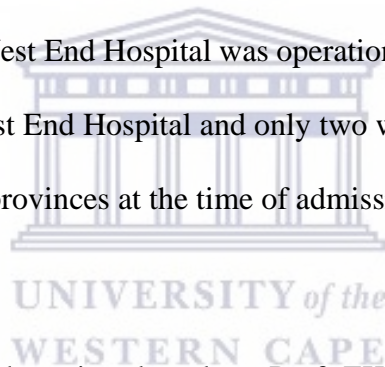 est End Hospital was operation
st End Hospital and only two w
provinces at the time of admiss
UNIVERSITY of the
WESTERN CAPE